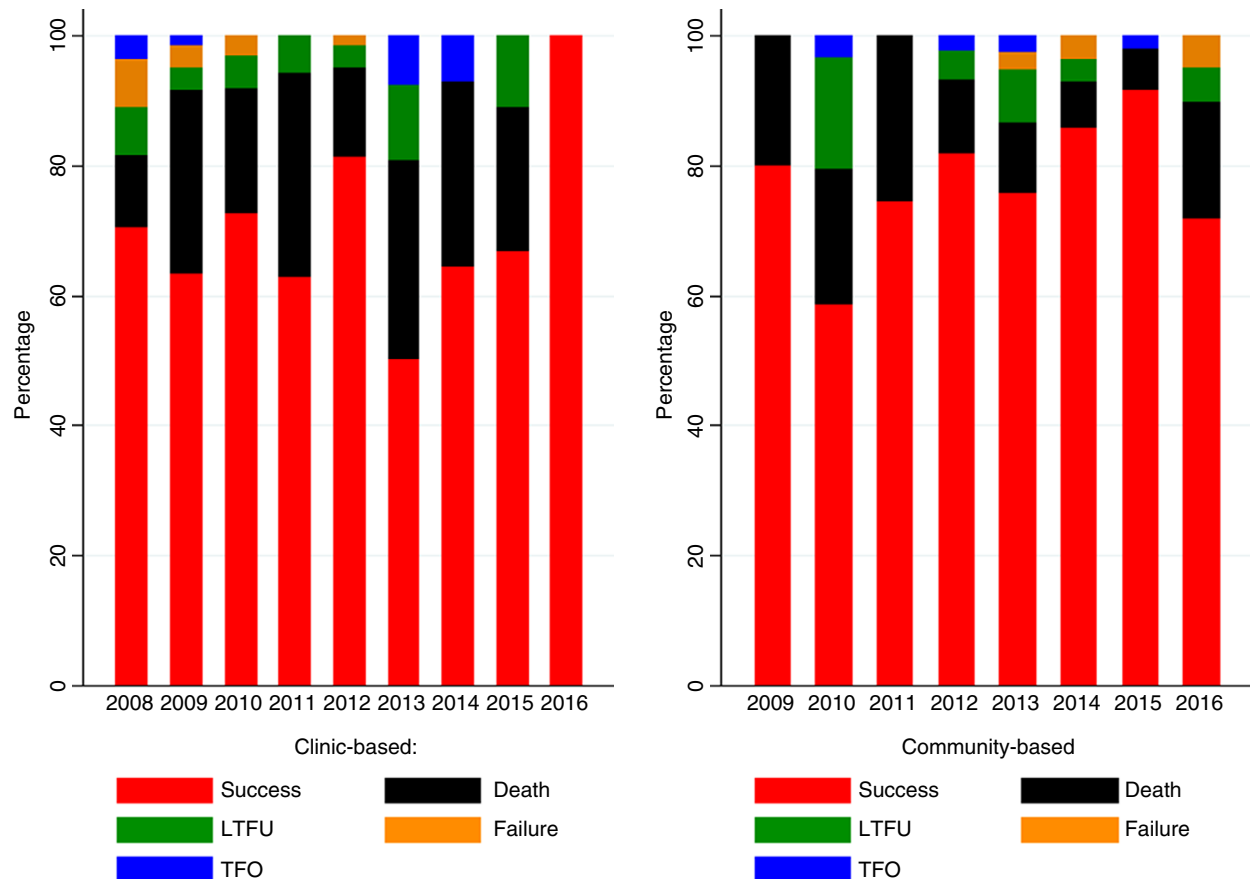 100
80
60
40
20
0
Percentage
2008 2009 2010 2011 2012 2013 2014 2015 2016
Clinic-based:
Success
Death
LTFU
Failure
TFO
100
80
60
40
20
0
Percentage
2009 2010 2011 2012 2013 2014 2015 2016
Community-based
Success
Death
LTFU
Failure
TFO